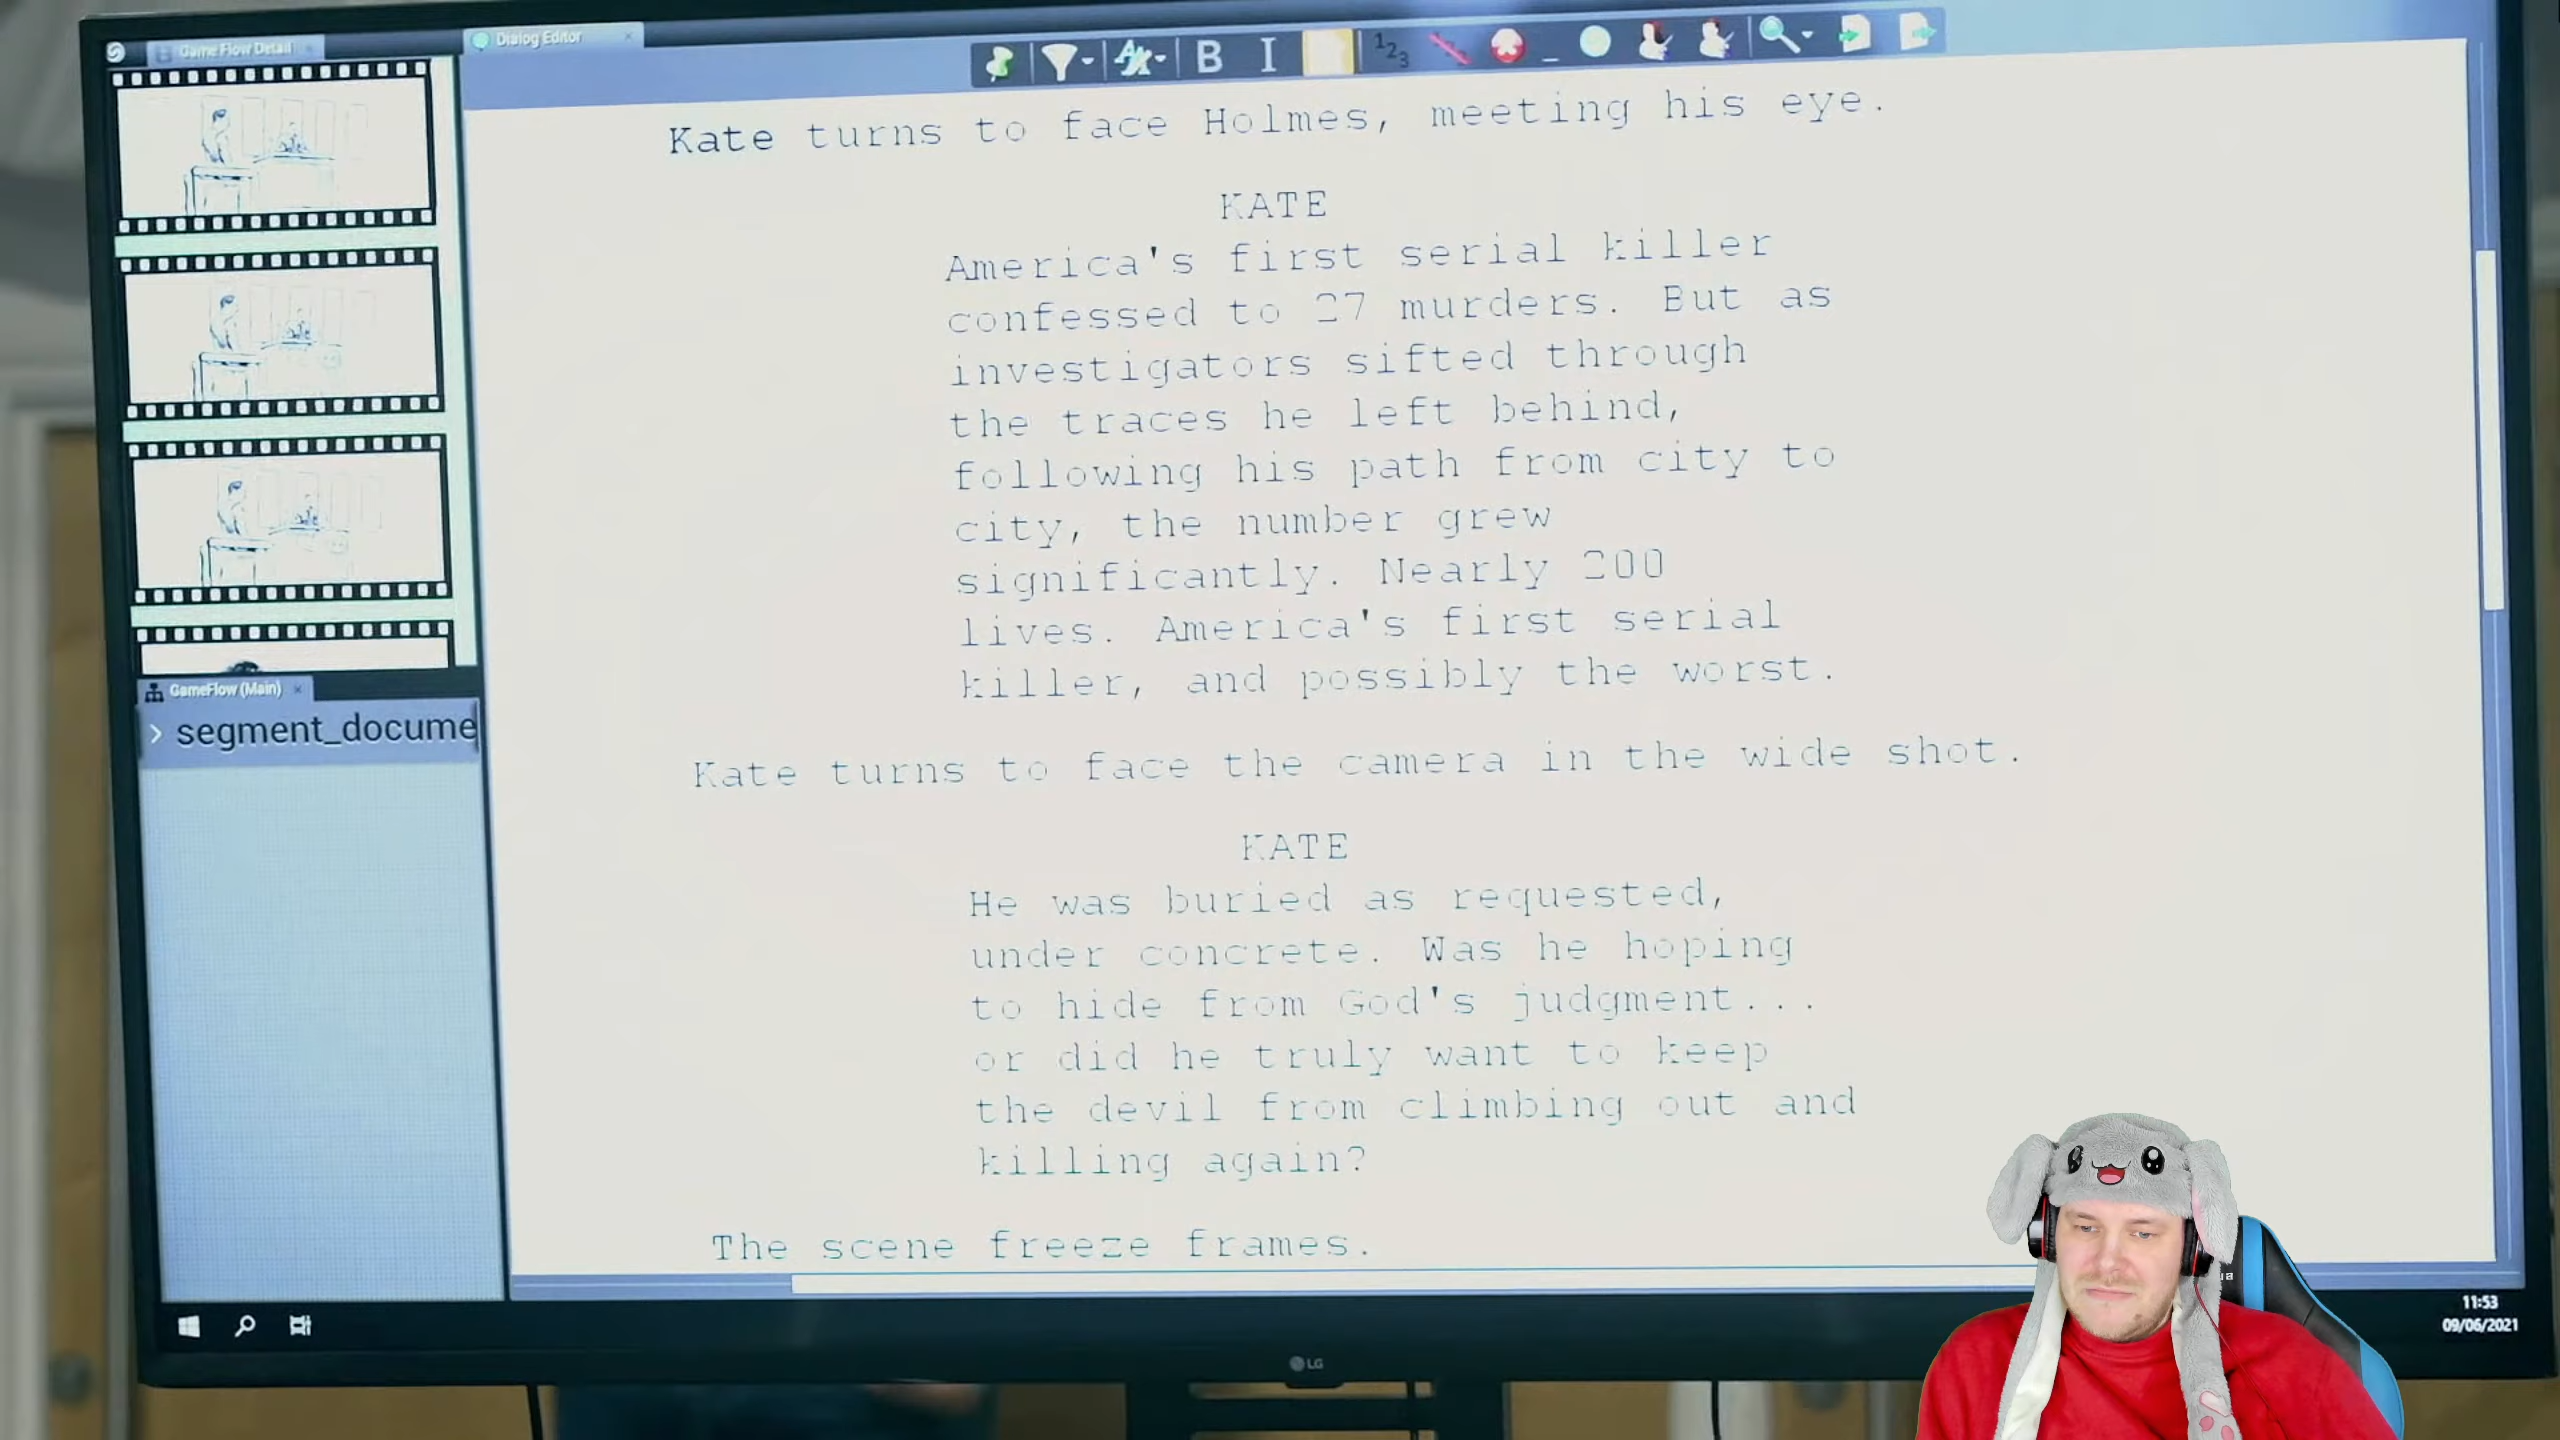 Game Flow Detail
Dialog Editor
B I
123
Kate turns to face Holmes, meeting his eye.
KATE
America's first serial killer
confessed to 27 murders. But as
investigators sifted through
the traces he left behind,
following his path from city to
city, the number grew
significantly. Nearly 200
lives. America's first serial
killer, and possibly the worst.
Kate turns to face the camera in the wide shot.
KATE
He was buried as requested,
under concrete. Was he hoping
to hide from God's judgment...
or did he truly want to keep
the devil from climbing out and
killing again?
The scene freeze frames.
GameFlow (Main)
segment_docume
11:53
09/06/2021
LG